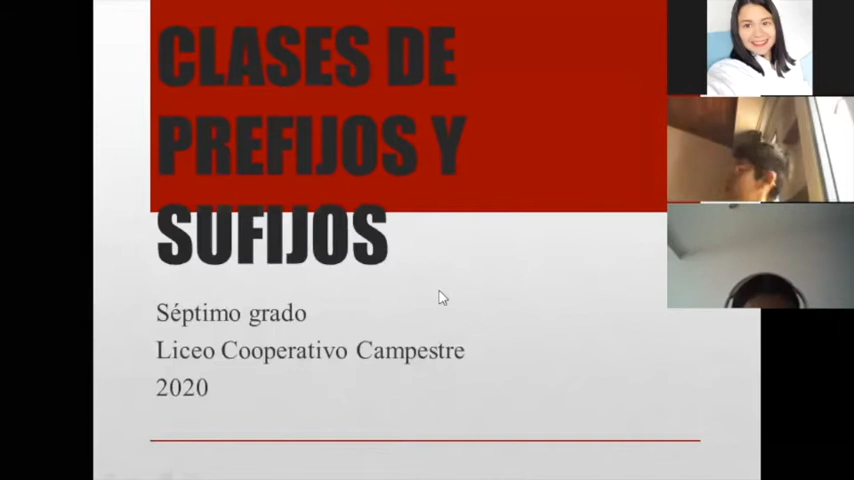 CLASES DE
PREFIJOS Y
SUFIJOS
Séptimo grado
Liceo Cooperativo Campestre
2020